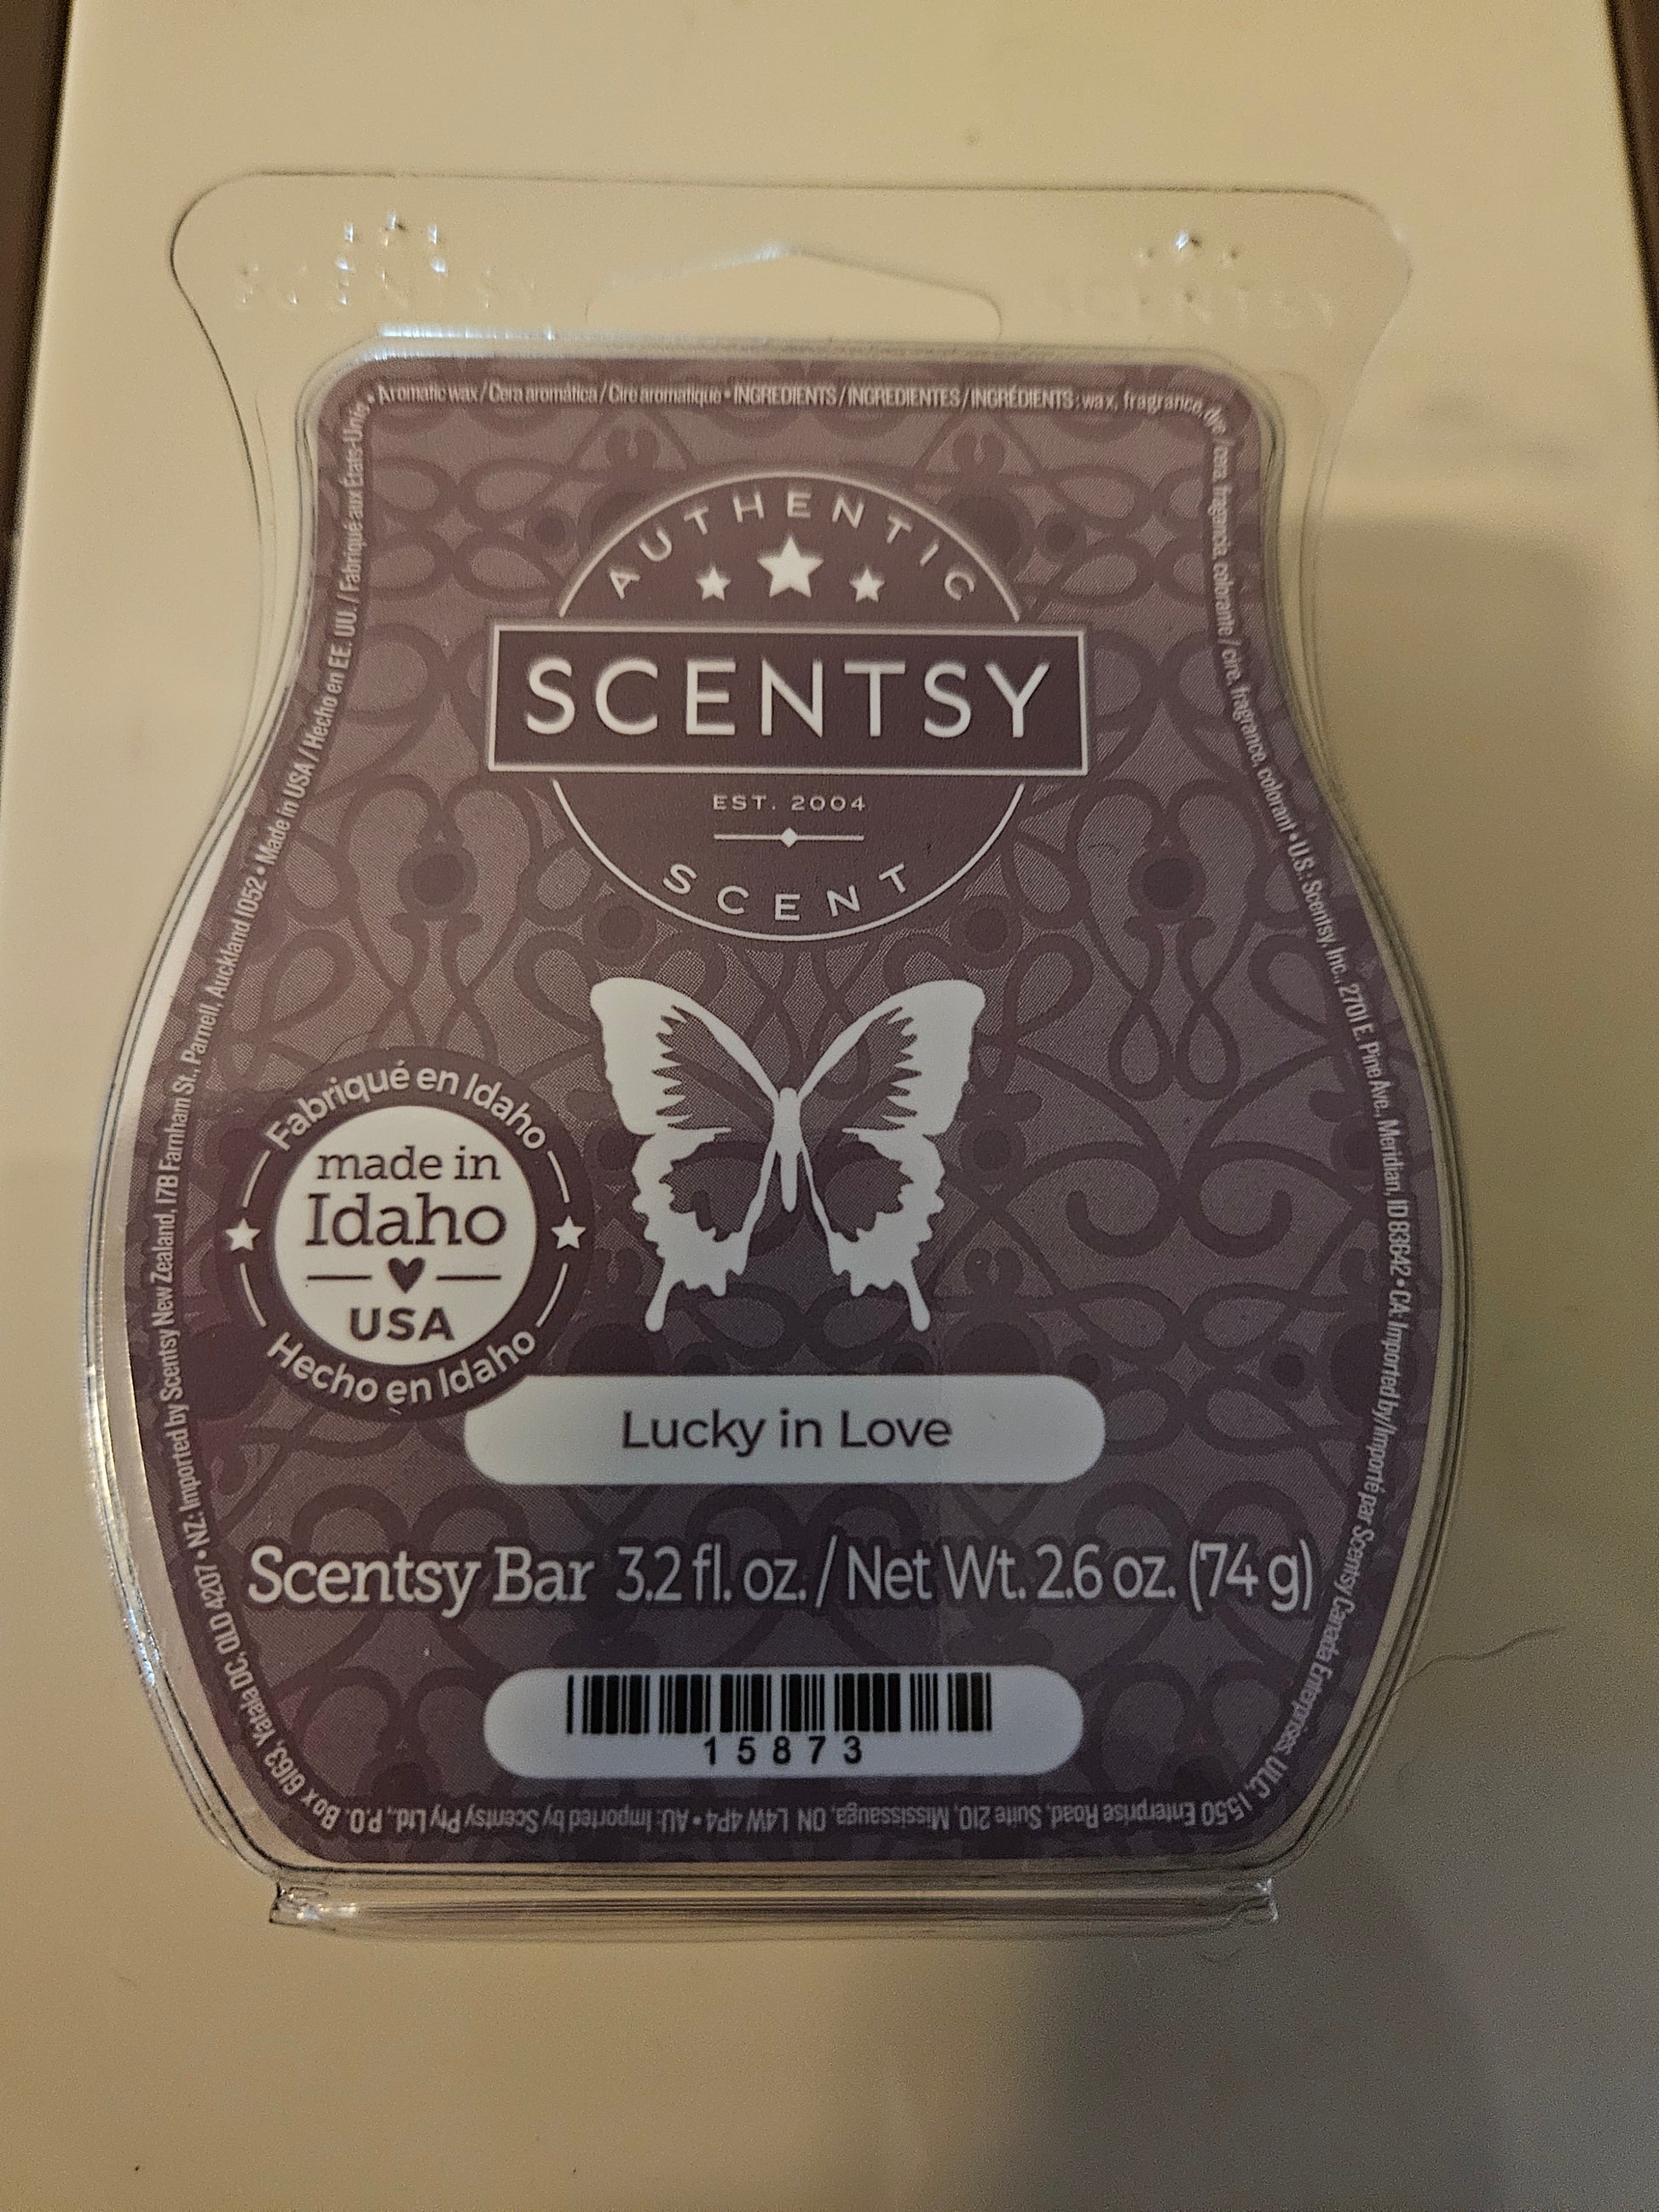 SCENTSY
SCENTSY
• Aromatic wax / Cera aromática / Cire aromatique • INGREDIENTS / INGREDIENTES / INGRÉDIENTS: wax, fragrance, dye / cera, fragancia, colorante / cire, fragrance, colorant • U.S.: Scentsy, Inc., 2701 E. Pine Ave., Meridian, ID 83642 • CA: Imported by/Importé par Scentsy Canada Enterprises, ULC, 1550 Enterprise Road, Suite 210, Mississauga, ON L4W 4P4 • AU: Imported by Scentsy Pty Ltd., P.O. Box 6163, Yatala DC, QLD 4207 • NZ: Imported by Scentsy New Zealand, 17B Farnham St., Parnell, Auckland 1052 • Made in USA / Hecho en EE. UU. / Fabriqué aux États-Unis
AUTHENTIC
SCENTSY
EST. 2004
SCENT
Fabriqué en Idaho
made in
Idaho
USA
Hecho en Idaho
Lucky in Love
Scentsy Bar 3.2 fl. oz. / Net Wt. 2.6 oz. (74 g)
15873